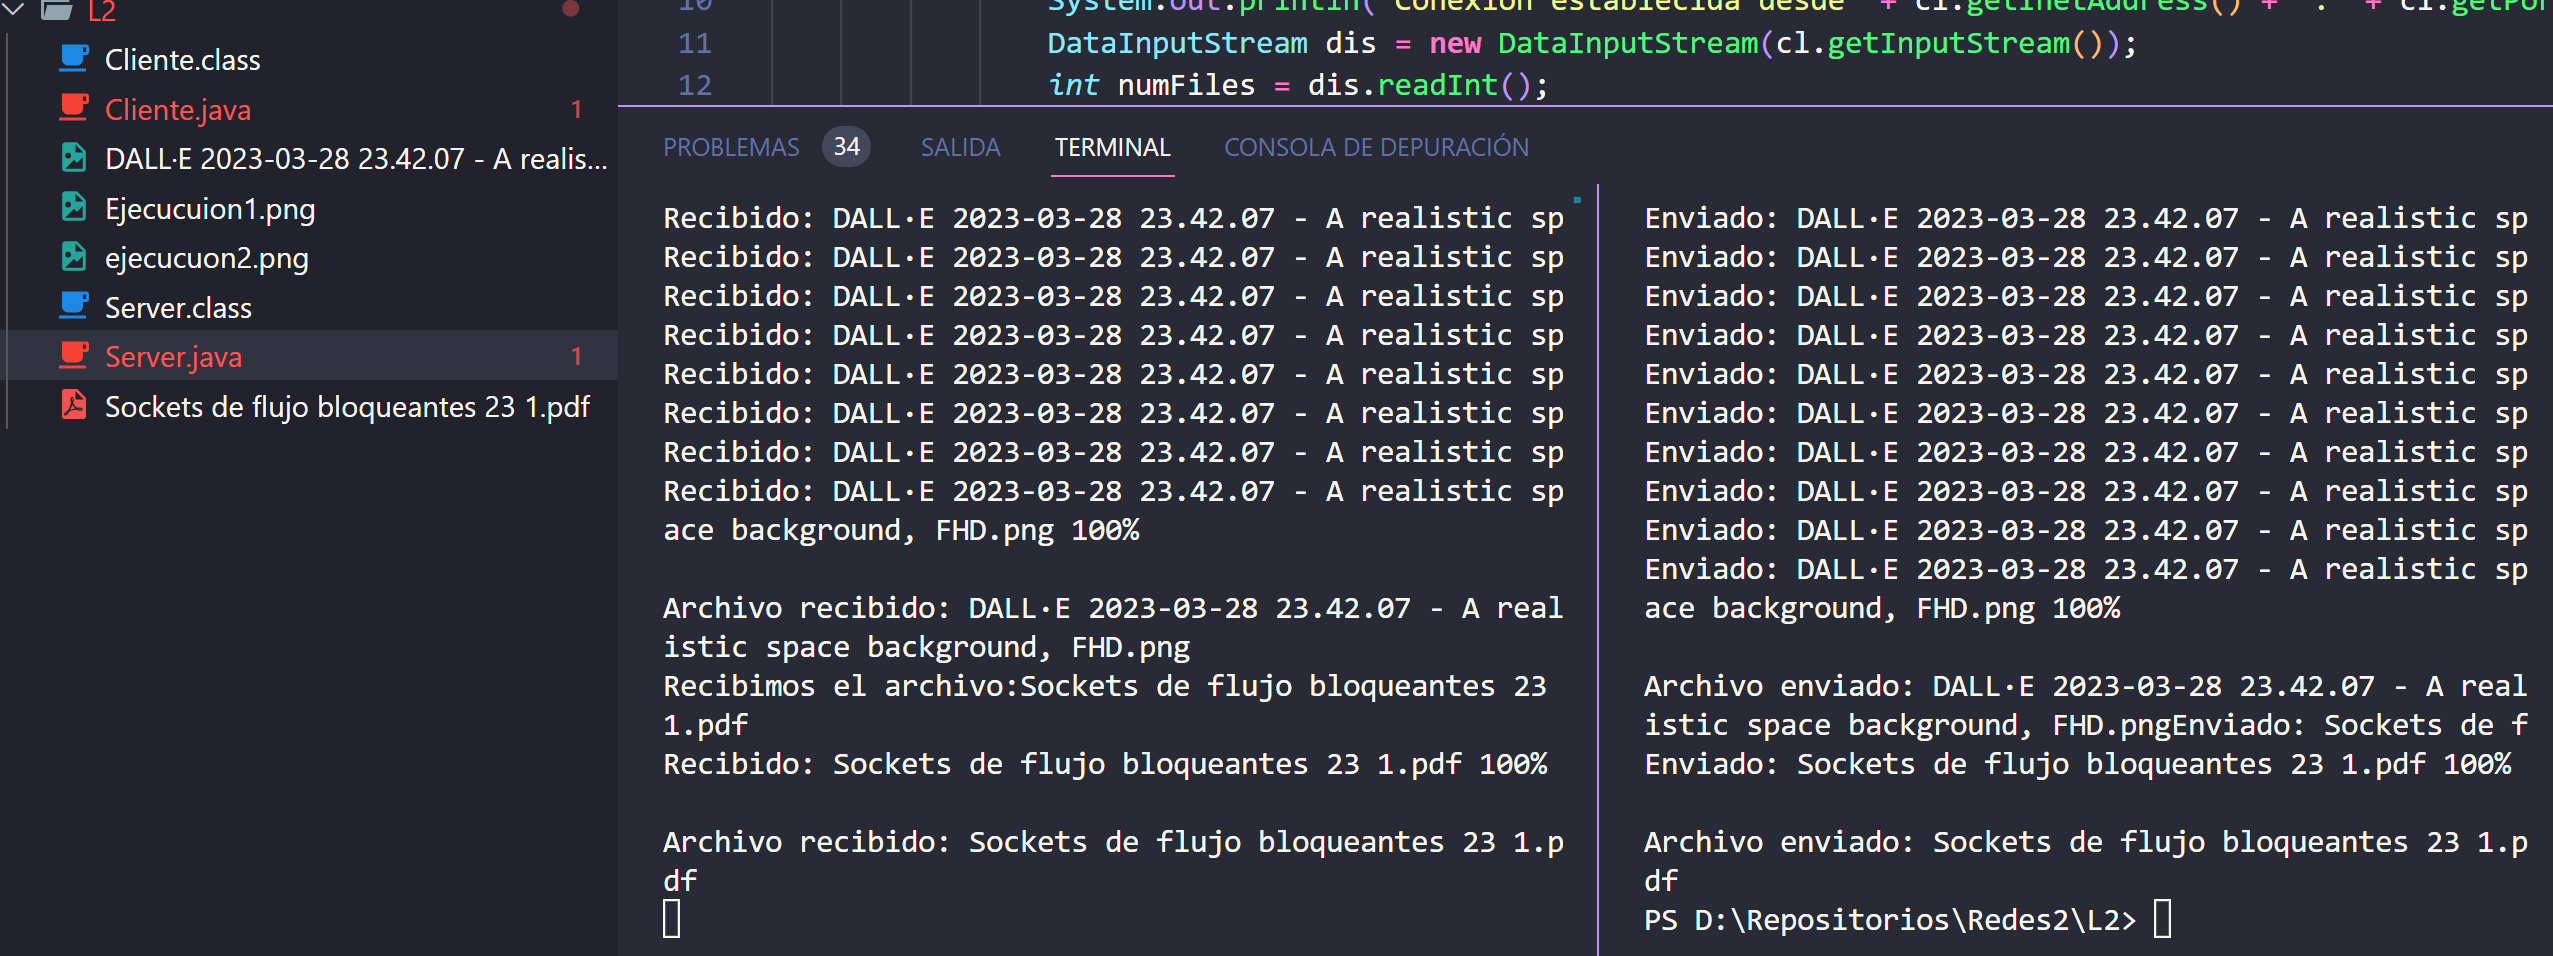 L2
Cliente.class
Cliente.java 1
DALL·E 2023-03-28 23.42.07 - A realis...
Ejecucuion1.png
ejecucuon2.png
Server.class
Server.java 1
Sockets de flujo bloqueantes 23 1.pdf
10 System.out.println("Conexion establecida desde" + cl.getInetAddress() + ":" + cl.getPor
11 DataInputStream dis = new DataInputStream(cl.getInputStream());
12 int numFiles = dis.readInt();
PROBLEMAS 34 SALIDA TERMINAL CONSOLA DE DEPURACIÓN
Recibido: DALL·E 2023-03-28 23.42.07 - A realistic sp
Recibido: DALL·E 2023-03-28 23.42.07 - A realistic sp
Recibido: DALL·E 2023-03-28 23.42.07 - A realistic sp
Recibido: DALL·E 2023-03-28 23.42.07 - A realistic sp
Recibido: DALL·E 2023-03-28 23.42.07 - A realistic sp
Recibido: DALL·E 2023-03-28 23.42.07 - A realistic sp
Recibido: DALL·E 2023-03-28 23.42.07 - A realistic sp
Recibido: DALL·E 2023-03-28 23.42.07 - A realistic sp
ace background, FHD.png 100%
Archivo recibido: DALL·E 2023-03-28 23.42.07 - A real
istic space background, FHD.png
Recibimos el archivo:Sockets de flujo bloqueantes 23
1.pdf
Recibido: Sockets de flujo bloqueantes 23 1.pdf 100%
Archivo recibido: Sockets de flujo bloqueantes 23 1.p
df
Enviado: DALL·E 2023-03-28 23.42.07 - A realistic sp
Enviado: DALL·E 2023-03-28 23.42.07 - A realistic sp
Enviado: DALL·E 2023-03-28 23.42.07 - A realistic sp
Enviado: DALL·E 2023-03-28 23.42.07 - A realistic sp
Enviado: DALL·E 2023-03-28 23.42.07 - A realistic sp
Enviado: DALL·E 2023-03-28 23.42.07 - A realistic sp
Enviado: DALL·E 2023-03-28 23.42.07 - A realistic sp
Enviado: DALL·E 2023-03-28 23.42.07 - A realistic sp
Enviado: DALL·E 2023-03-28 23.42.07 - A realistic sp
Enviado: DALL·E 2023-03-28 23.42.07 - A realistic sp
ace background, FHD.png 100%
Archivo enviado: DALL·E 2023-03-28 23.42.07 - A real
istic space background, FHD.pngEnviado: Sockets de f
Enviado: Sockets de flujo bloqueantes 23 1.pdf 100%
Archivo enviado: Sockets de flujo bloqueantes 23 1.p
df
PS D:\Repositorios\Redes2\L2>